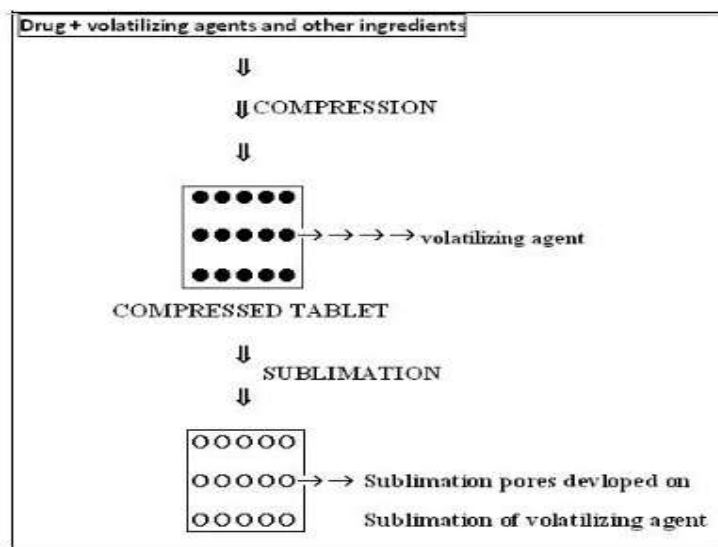 Drug + volatilizing agents and other ingredients
COMPRESSION
volatilizing agent
COMPRESSED TABLET
SUBLIMATION
Sublimation pores devloped on
Sublimation of volatilizing agent